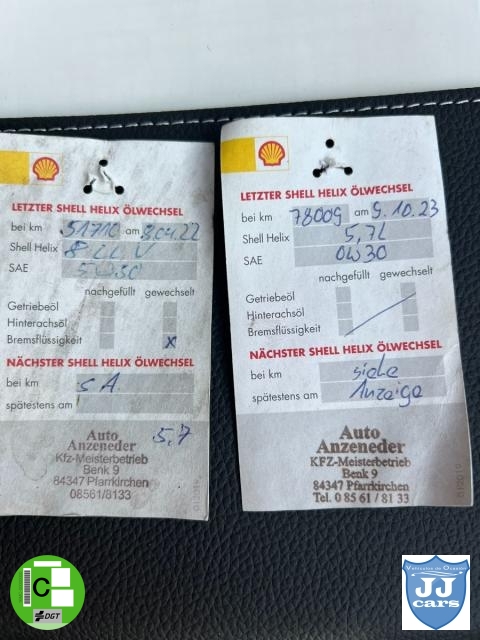 LETZTER SHELL HELIX ÖLWECHSEL
bei km 51710 am
Shell Helix
SAE 5W30
nachgefüllt gewechselt
Getriebeöl
Hinterachsöl
Bremsflüssigkeit x
NÄCHSTER SHELL HELIX ÖLWECHSEL
bei km s A.
spätestens am
5,7
Auto
Anzeneder
Kfz-Meisterbetrieb
Benk 9
84347 Pfarrkirchen
08561/8133
LETZTER SHELL HELIX ÖLWECHSEL
bei km 78009 am 9.10.23
Shell Helix 5,7L
SAE 0W30
nachgefüllt gewechselt
Getriebeöl
Hinterachsöl
Bremsflüssigkeit
NÄCHSTER SHELL HELIX ÖLWECHSEL
bei km siehe
spätestens am Anzeige
Auto
Anzeneder
KFZ-Meisterbetrieb
Benk 9
84347 Pfarrkirchen
Tel. 0 85 61 / 81 33
C
DGT
JJ
cars